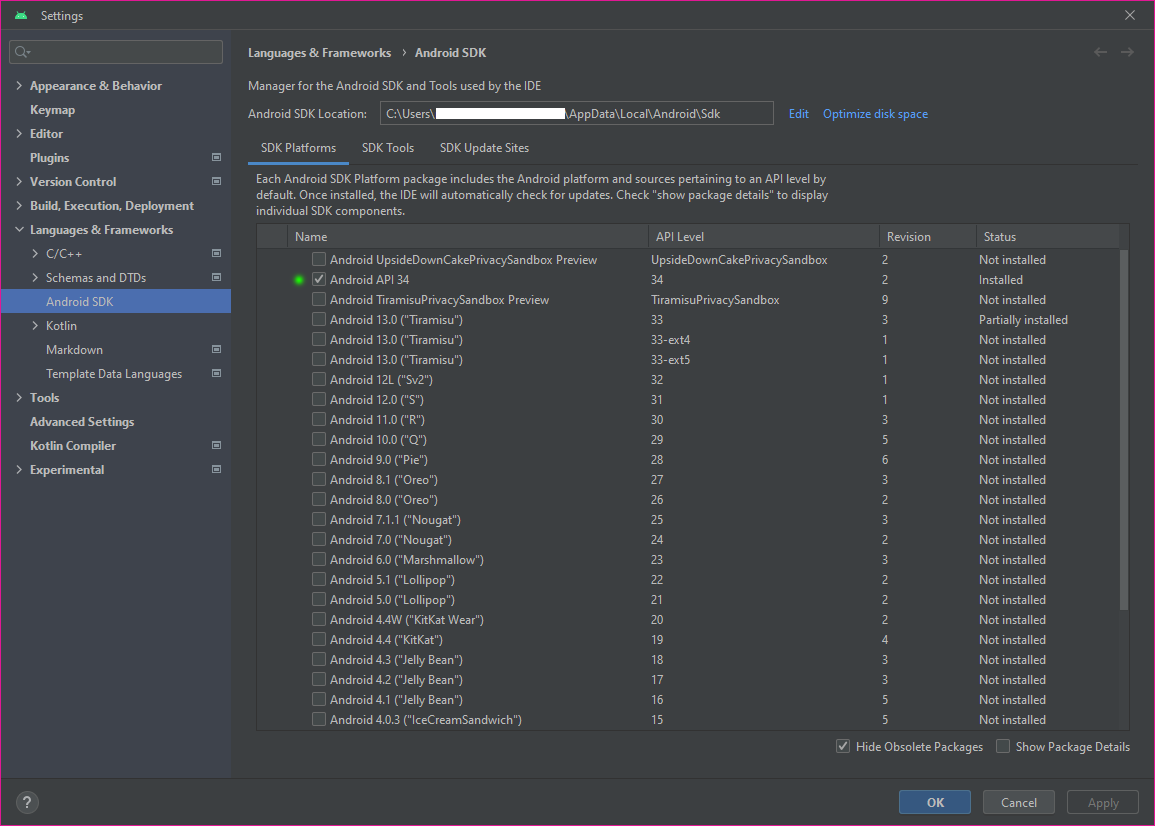 Settings
Languages & Frameworks › Android SDK
Appearance & Behavior
Keymap
Editor
Plugins
Version Control
Build, Execution, Deployment
Languages & Frameworks
C/C++
Schemas and DTDs
Android SDK
Kotlin
Markdown
Template Data Languages
Tools
Advanced Settings
Kotlin Compiler
Experimental
Manager for the Android SDK and Tools used by the IDE
Android SDK Location: C:\Users\ \AppData\Local\Android\Sdk Edit Optimize disk space
SDK Platforms SDK Tools SDK Update Sites
Each Android SDK Platform package includes the Android platform and sources pertaining to an API level by
default. Once installed, the IDE will automatically check for updates. Check "show package details" to display
individual SDK components.
Name API Level Revision Status
Android UpsideDownCakePrivacySandbox Preview UpsideDownCakePrivacySandbox 2 Not installed
Android API 34 34 2 Installed
Android TiramisuPrivacySandbox Preview TiramisuPrivacySandbox 9 Not installed
Android 13.0 ("Tiramisu") 33 3 Partially installed
Android 13.0 ("Tiramisu") 33-ext4 1 Not installed
Android 13.0 ("Tiramisu") 33-ext5 1 Not installed
Android 12L ("Sv2") 32 1 Not installed
Android 12.0 ("S") 31 1 Not installed
Android 11.0 ("R") 30 3 Not installed
Android 10.0 ("Q") 29 5 Not installed
Android 9.0 ("Pie") 28 6 Not installed
Android 8.1 ("Oreo") 27 3 Not installed
Android 8.0 ("Oreo") 26 2 Not installed
Android 7.1.1 ("Nougat") 25 3 Not installed
Android 7.0 ("Nougat") 24 2 Not installed
Android 6.0 ("Marshmallow") 23 3 Not installed
Android 5.1 ("Lollipop") 22 2 Not installed
Android 5.0 ("Lollipop") 21 2 Not installed
Android 4.4W ("KitKat Wear") 20 2 Not installed
Android 4.4 ("KitKat") 19 4 Not installed
Android 4.3 ("Jelly Bean") 18 3 Not installed
Android 4.2 ("Jelly Bean") 17 3 Not installed
Android 4.1 ("Jelly Bean") 16 5 Not installed
Android 4.0.3 ("IceCreamSandwich") 15 5 Not installed
Hide Obsolete Packages Show Package Details
? OK Cancel Apply